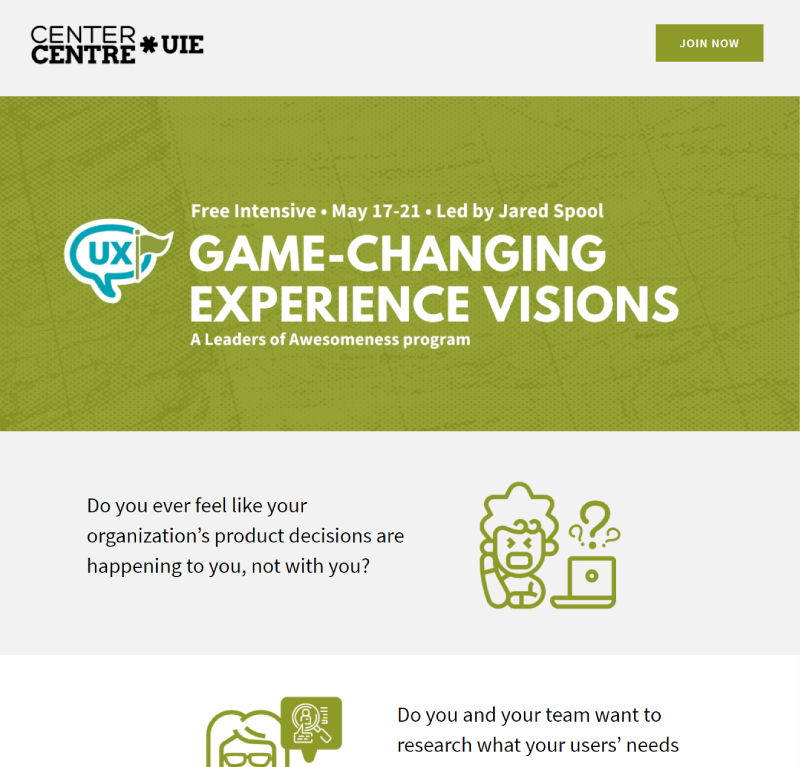 CENTER
CENTRE * UIE
JOIN NOW
Free Intensive • May 17-21 • Led by Jared Spool
UX
GAME-CHANGING
EXPERIENCE VISIONS
A Leaders of Awesomeness program
Do you ever feel like your
organization’s product decisions are
happening to you, not with you?
Do you and your team want to
research what your users’ needs